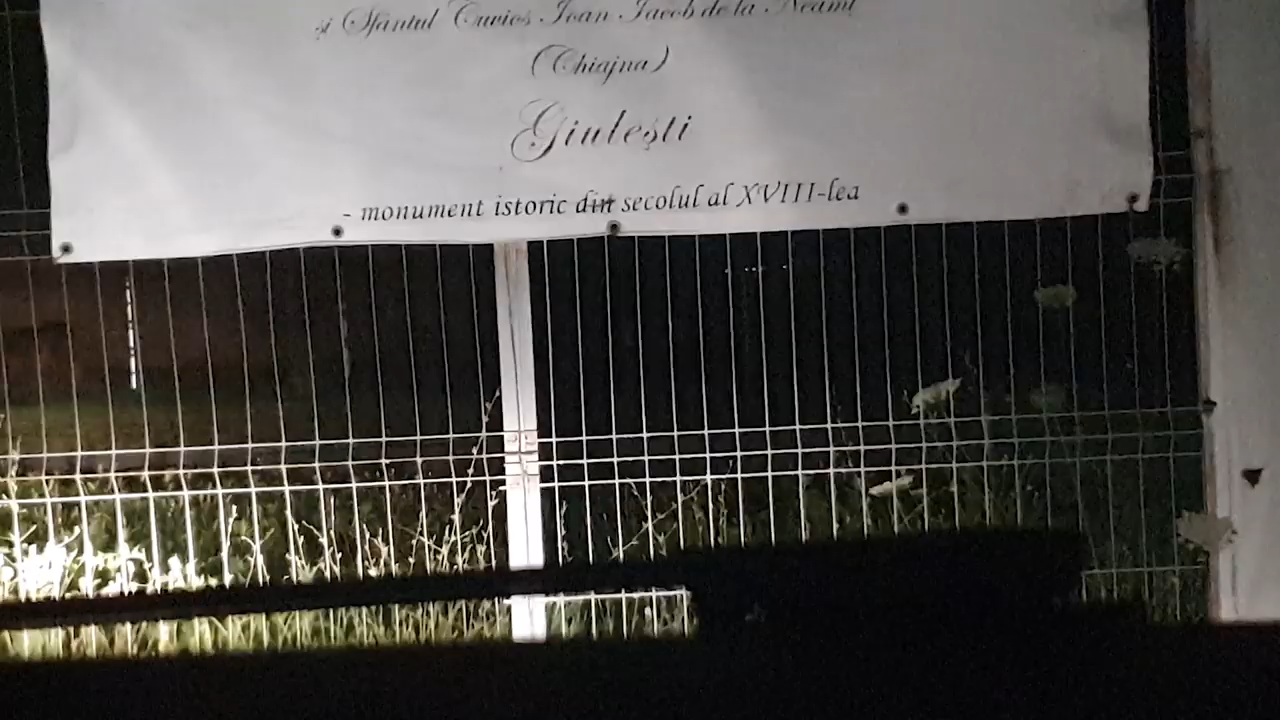 și Sfântul Cuvios Ioan Iacob de la Neamț
(Chiajna)
Giulești
- monument istoric din secolul al XVIII-lea